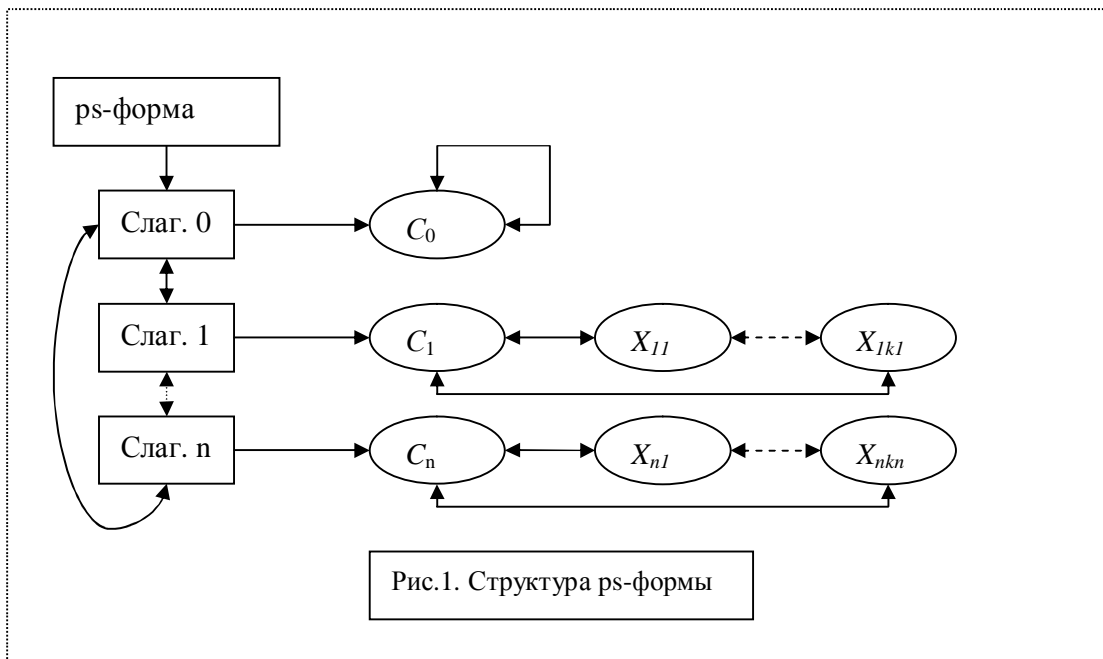 ps-форма
Слаг. 0
C0
Слаг. 1
C1
X11
X1k1
Слаг. n
Cn
Xn1
Xnkn
Рис.1. Структура ps-формы